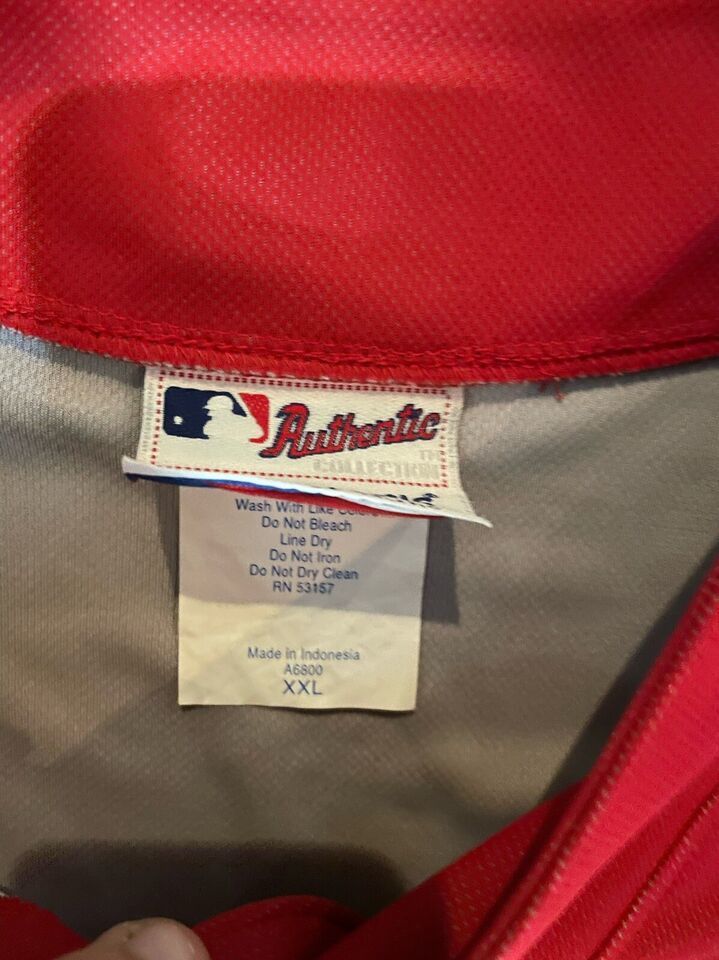 Authentic
TM
COLLECTION
Wash With Like Colors
Do Not Bleach
Line Dry
Do Not Iron
Do Not Dry Clean
RN 53157
Made in Indonesia
A6800
XXL